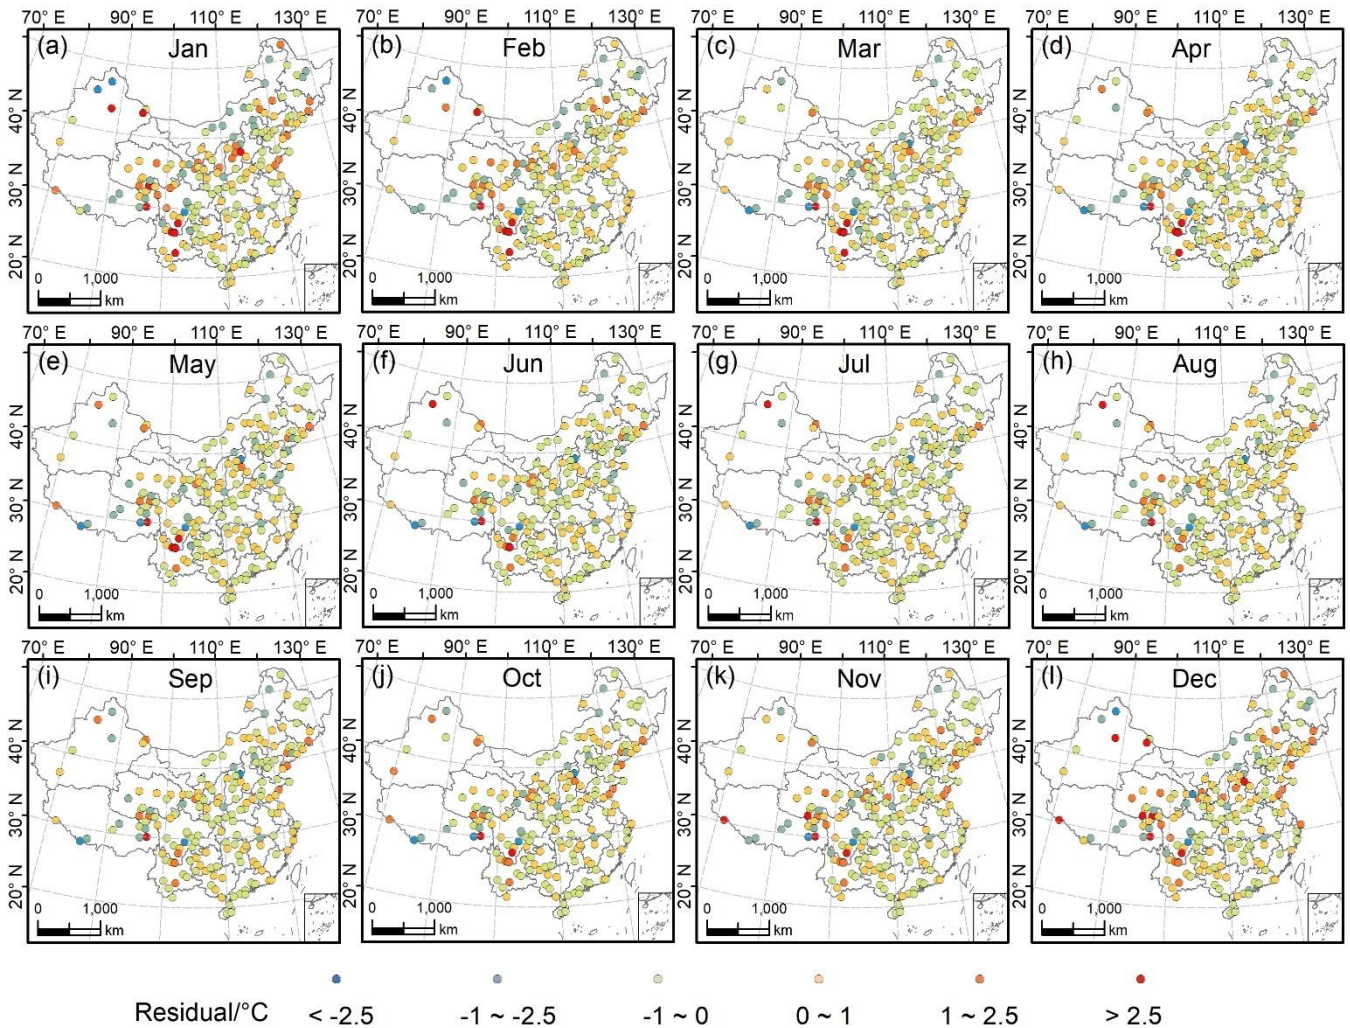 70° 90° E 110° 130° E 70° 90° E 110° 130° E 70° 90° E 110° 130° E 70° 90° E 110° 130° E
(a) Jan (b) Feb (c) Mar (d) Apr
40° N 40° N 40° N 40° N
30° N 30° N 30° N 30° N
20° N 20° N 20° N 20° N
0 1,000 0 1,000 0 1,000 0 1,000
km km km km
70° 90° E 110° 130° E 70° 90° E 110° 130° E 70° 90° E 110° 130° E 70° 90° E 110° 130° E
(e) May (f) Jun (g) Jul (h) Aug
40° N 40° N 40° N 40° N
30° N 30° N 30° N 30° N
20° N 20° N 20° N 20° N
0 1,000 0 1,000 0 1,000 0 1,000
km km km km
70° 90° E 110° 130° E 70° 90° E 110° 130° E 70° 90° E 110° 130° E 70° 90° E 110° 130° E
(i) Sep (j) Oct (k) Nov (l) Dec
40° N 40° N 40° N 40° N
30° N 30° N 30° N 30° N
20° N 20° N 20° N 20° N
0 1,000 0 1,000 0 1,000 0 1,000
km km km km
Residual/°C < -2.5 -1 ~ -2.5 -1 ~ 0 0 ~ 1 1 ~ 2.5 > 2.5